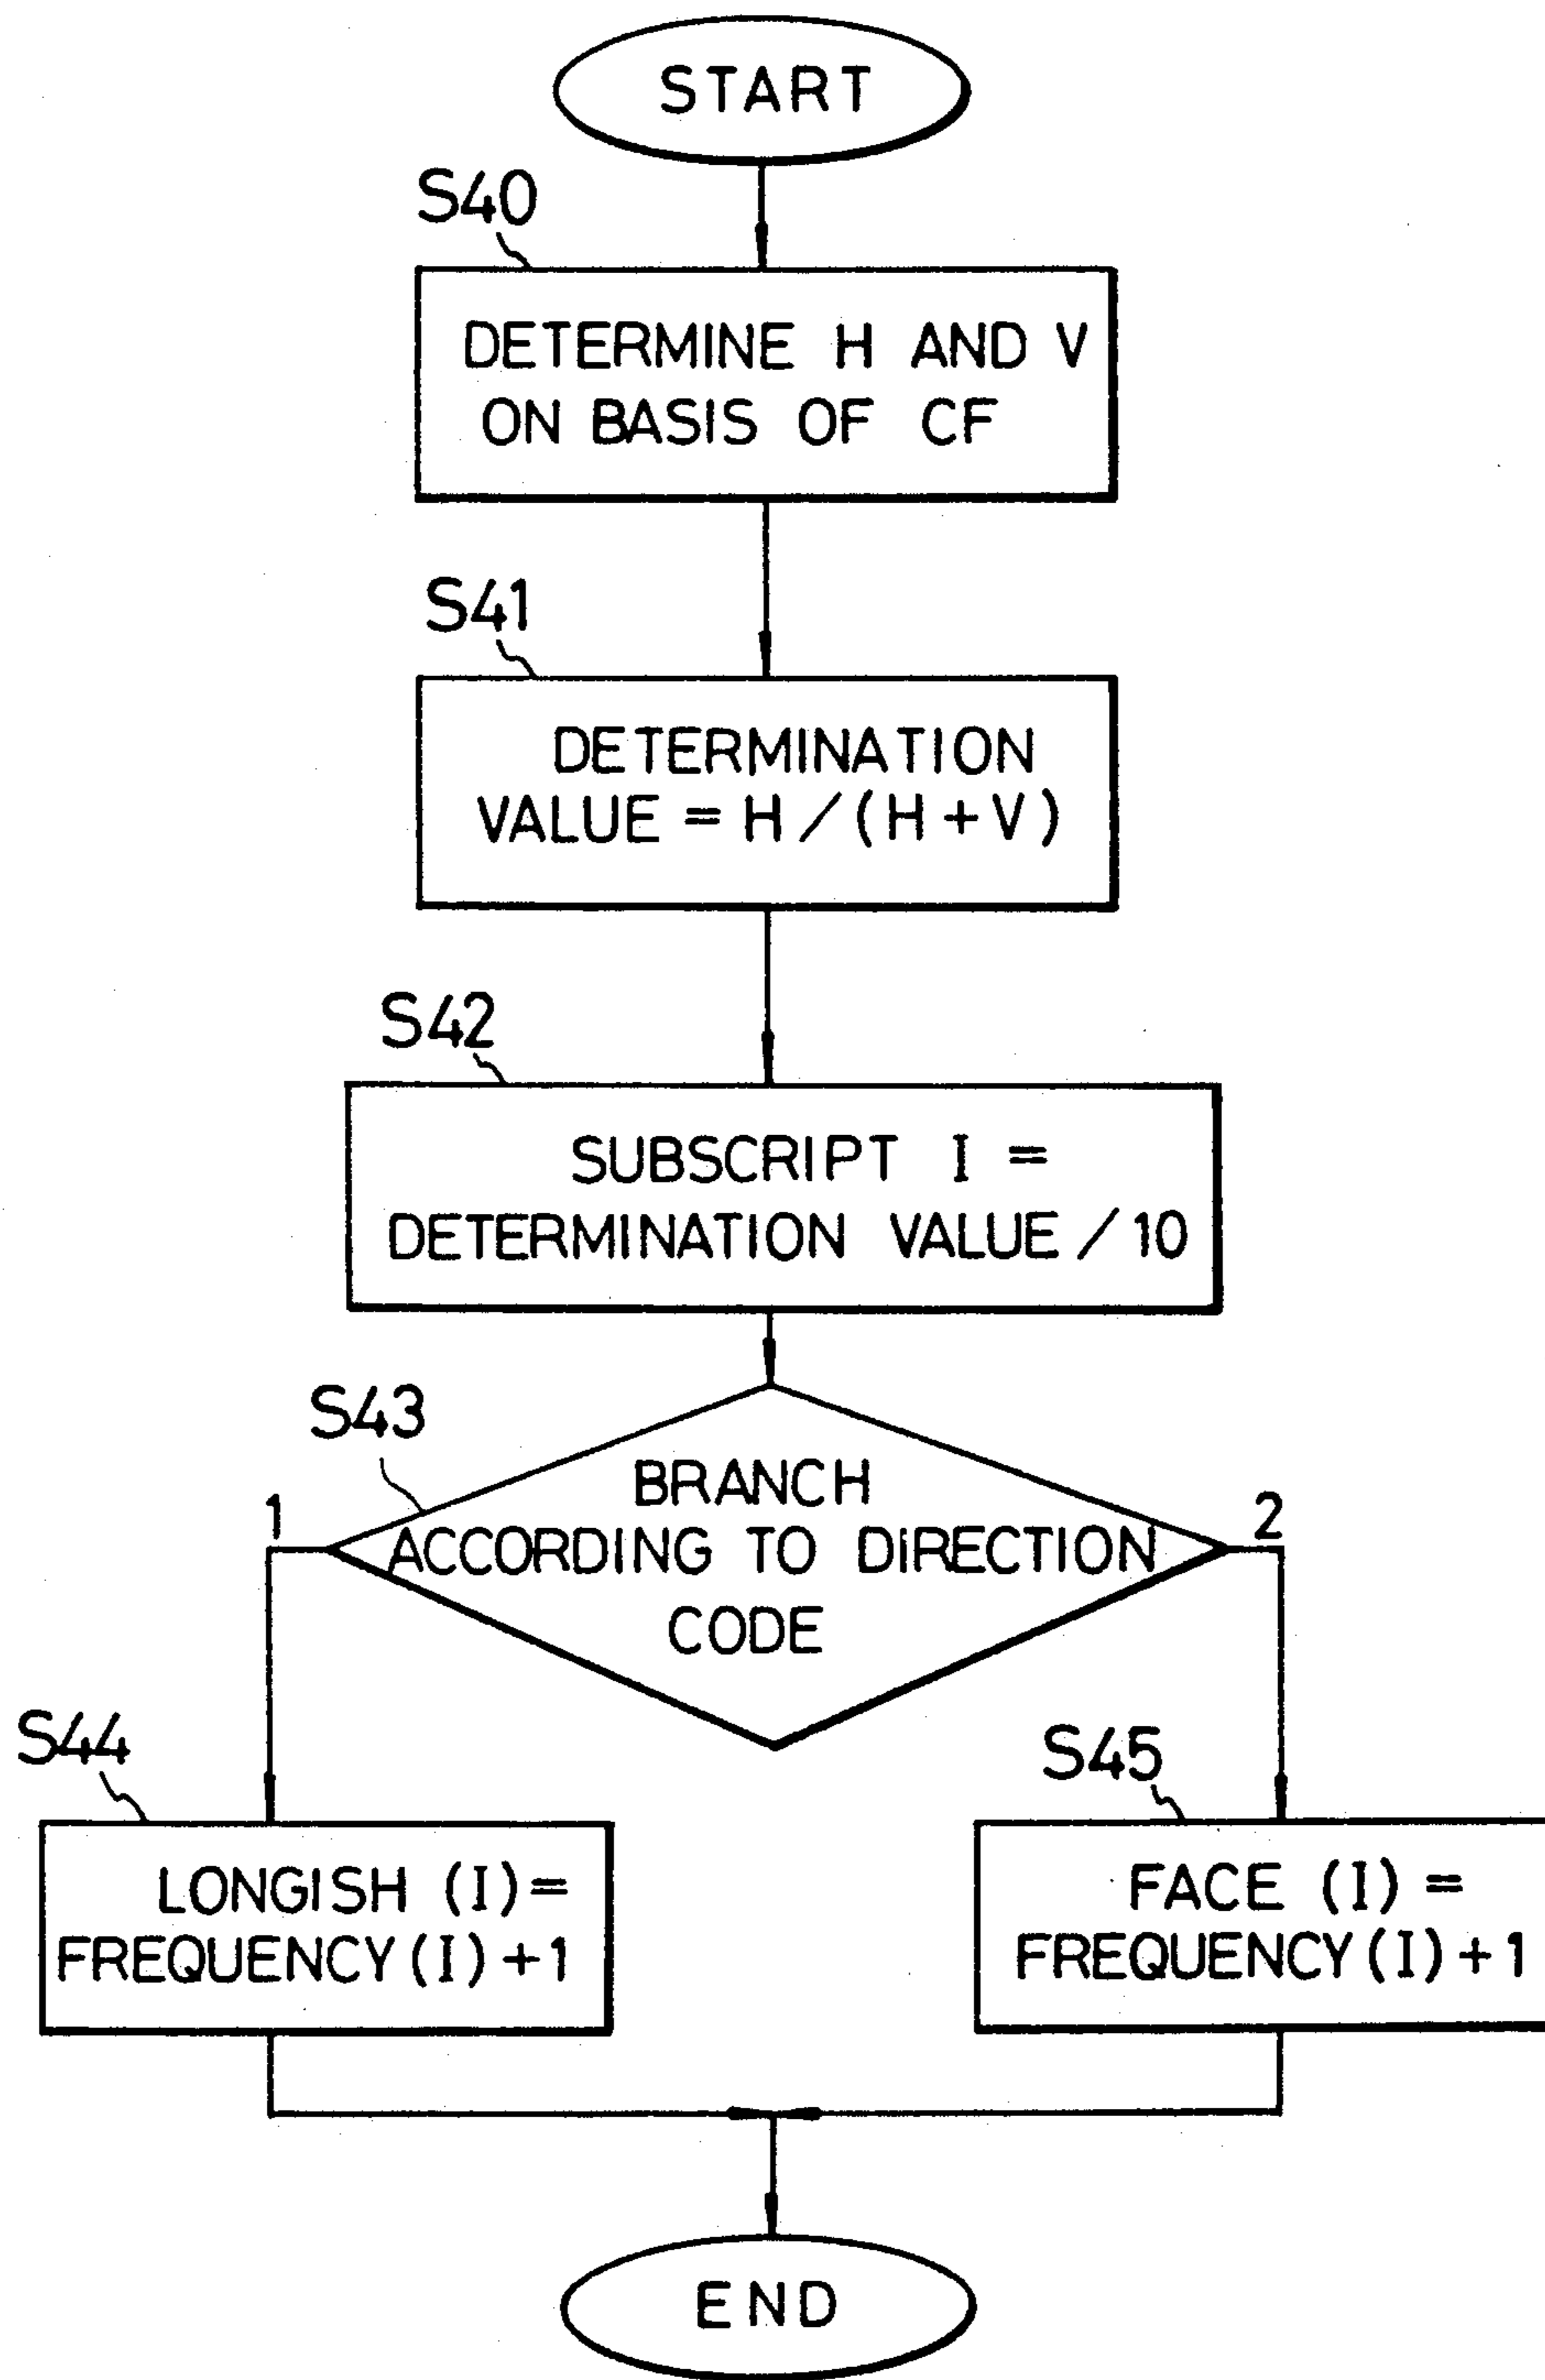 START
S40
DETERMINE H AND V
ON BASIS OF CF
S41
DETERMINATION
VALUE = H / (H + V)
S42
SUBSCRIPT I =
DETERMINATION VALUE / 10
S43
BRANCH
ACCORDING TO DIRECTION
CODE
1
2
S44
LONGISH (I) =
FREQUENCY (I) + 1
S45
FACE (I) =
FREQUENCY (I) + 1
END